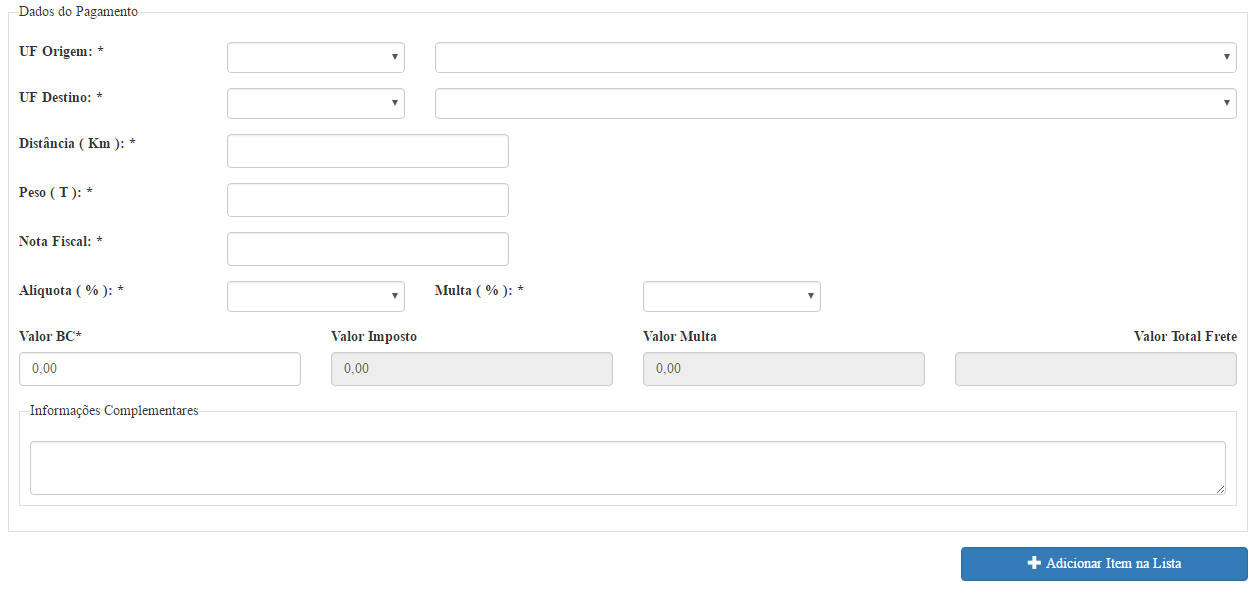 Dados do Pagamento
UF Origem: *
UF Destino: *
Distância ( Km ): *
Peso ( T ): *
Nota Fiscal: *
Alíquota ( % ): * Multa ( % ): *
Valor BC* Valor Imposto Valor Multa Valor Total Frete
0,00 0,00 0,00
Informações Complementares
Adicionar Item na Lista